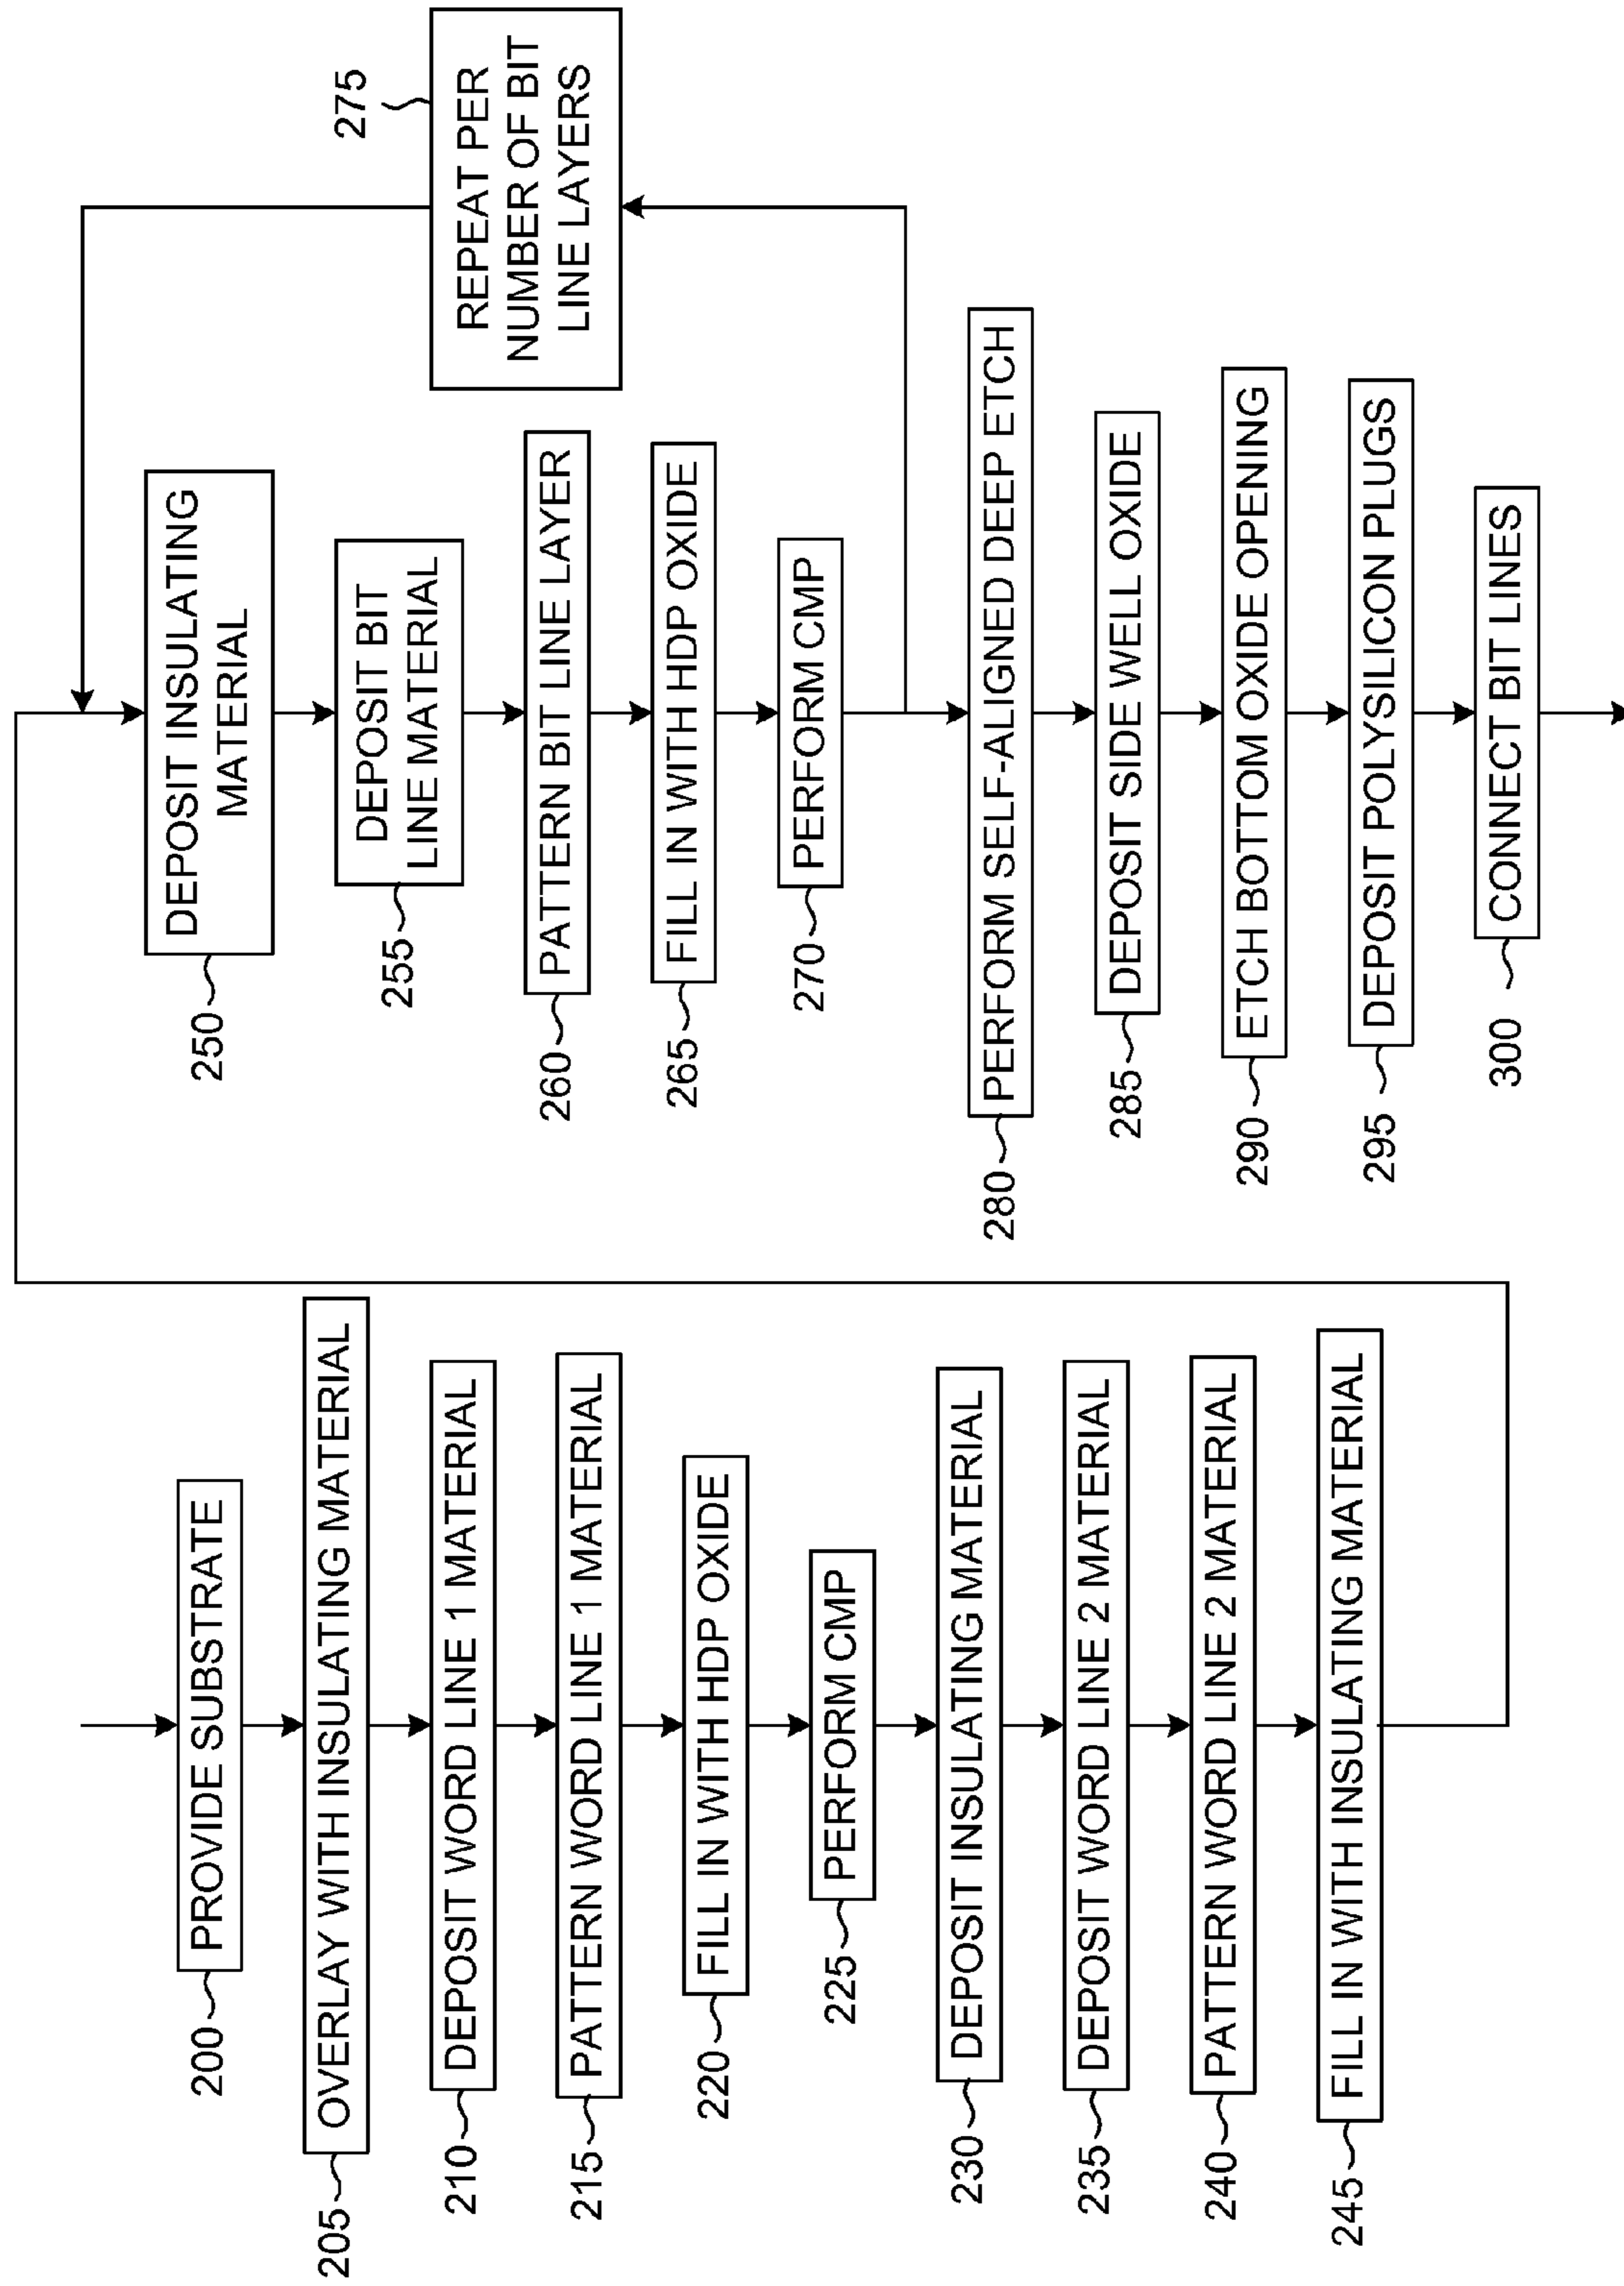 200
PROVIDE SUBSTRATE
205
OVERLAY WITH INSULATING MATERIAL
210
DEPOSIT WORD LINE 1 MATERIAL
215
PATTERN WORD LINE 1 MATERIAL
220
FILL IN WITH HDP OXIDE
225
PERFORM CMP
230
DEPOSIT INSULATING MATERIAL
235
DEPOSIT WORD LINE 2 MATERIAL
240
PATTERN WORD LINE 2 MATERIAL
245
FILL IN WITH INSULATING MATERIAL
250
DEPOSIT INSULATING
MATERIAL
255
DEPOSIT BIT
LINE MATERIAL
260
PATTERN BIT LINE LAYER
265
FILL IN WITH HDP OXIDE
270
PERFORM CMP
275
REPEAT PER
NUMBER OF BIT
LINE LAYERS
280
PERFORM SELF-ALIGNED DEEP ETCH
285
DEPOSIT SIDE WELL OXIDE
290
ETCH BOTTOM OXIDE OPENING
295
DEPOSIT POLYSILICON PLUGS
300
CONNECT BIT LINES